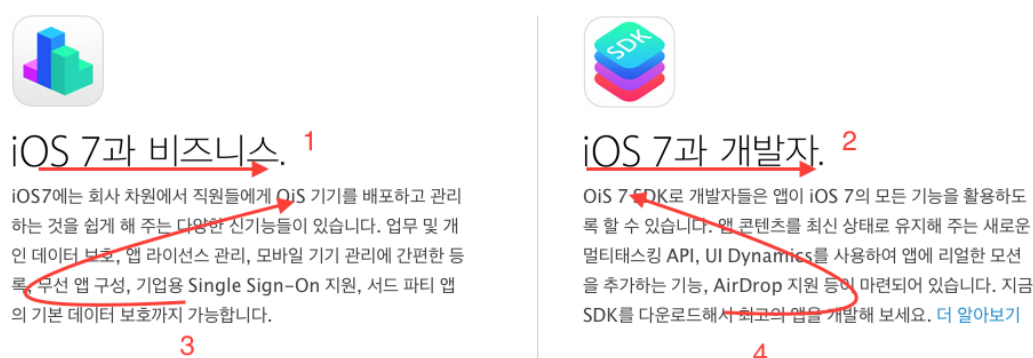 SDK
iOS 7과 비즈니스. 1
iOS7에는 회사 차원에서 직원들에게 OiS 기기를 배포하고 관리
하는 것을 쉽게 해 주는 다양한 신기능들이 있습니다. 업무 및 개
인 데이터 보호, 앱 라이선스 관리, 모바일 기기 관리에 간편한 등
록, 무선 앱 구성, 기업용 Single Sign-On 지원, 서드 파티 앱
의 기본 데이터 보호까지 가능합니다.
3
iOS 7과 개발자. 2
OiS 7 SDK로 개발자들은 앱이 iOS 7의 모든 기능을 활용하도
록 할 수 있습니다. 앱 콘텐츠를 최신 상태로 유지해 주는 새로운
멀티태스킹 API, UI Dynamics를 사용하여 앱에 리얼한 모션
을 추가하는 기능, AirDrop 지원 등이 마련되어 있습니다. 지금
SDK를 다운로드해서 최고의 앱을 개발해 보세요. 더 알아보기
4